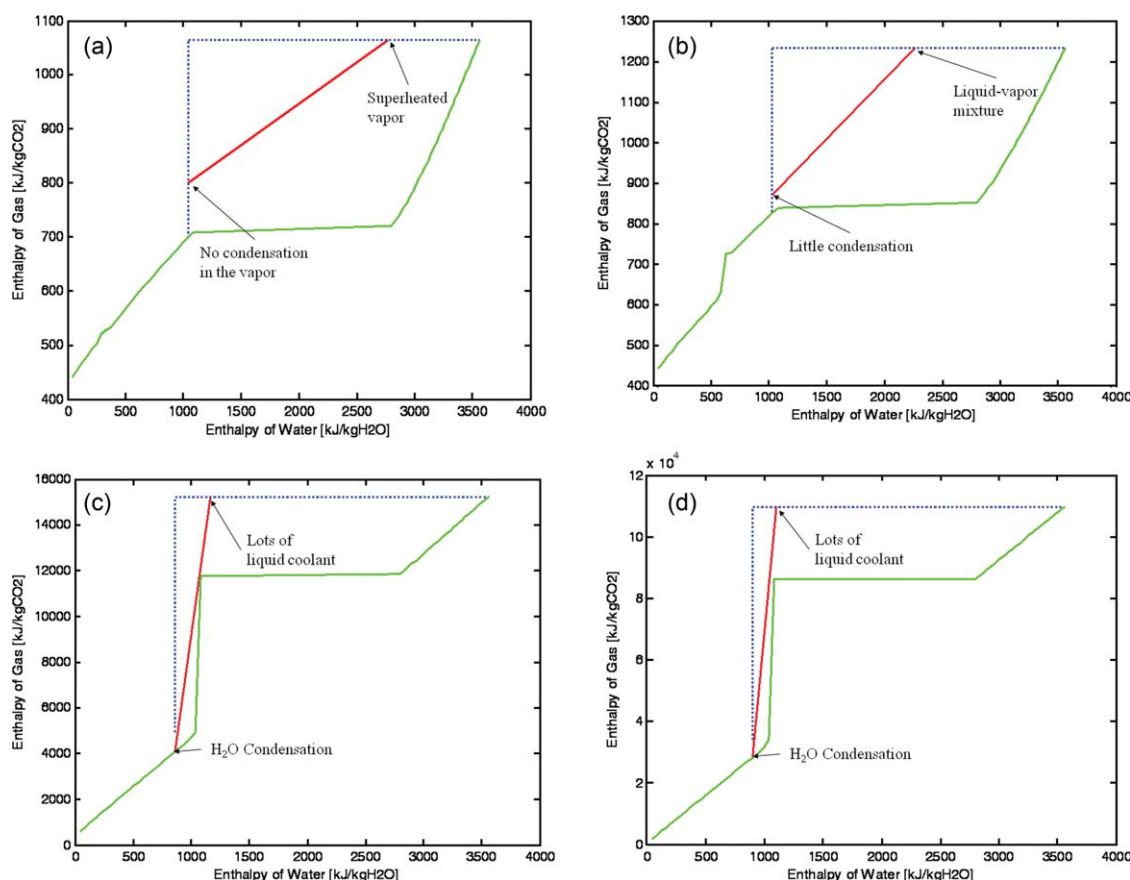 (a)
1100
1000
900
800
700
600
500
400
Enthalpy of Gas [kJ/kgCO2]
Superheated
vapor
No condensation
in the vapor
0 500 1000 1500 2000 2500 3000 3500 4000
Enthalpy of Water [kJ/kgH2O]
(b)
1300
1200
1100
1000
900
800
700
600
500
400
Enthalpy of Gas [kJ/kgCO2]
Liquid-vapor
mixture
Little condensation
0 500 1000 1500 2000 2500 3000 3500 4000
Enthalpy of Water [kJ/kgH2O]
(c)
16000
14000
12000
10000
8000
6000
4000
2000
0
Enthalpy of Gas [kJ/kgCO2]
Lots of
liquid coolant
H2O Condensation
0 500 1000 1500 2000 2500 3000 3500 4000
Enthalpy of Water [kJ/kgH2O]
x 10^4
(d)
12
10
8
6
4
2
0
Enthalpy of Gas [kJ/kgCO2]
Lots of
liquid coolant
H2O Condensation
0 500 1000 1500 2000 2500 3000 3500 4000
Enthalpy of Water [kJ/kgH2O]